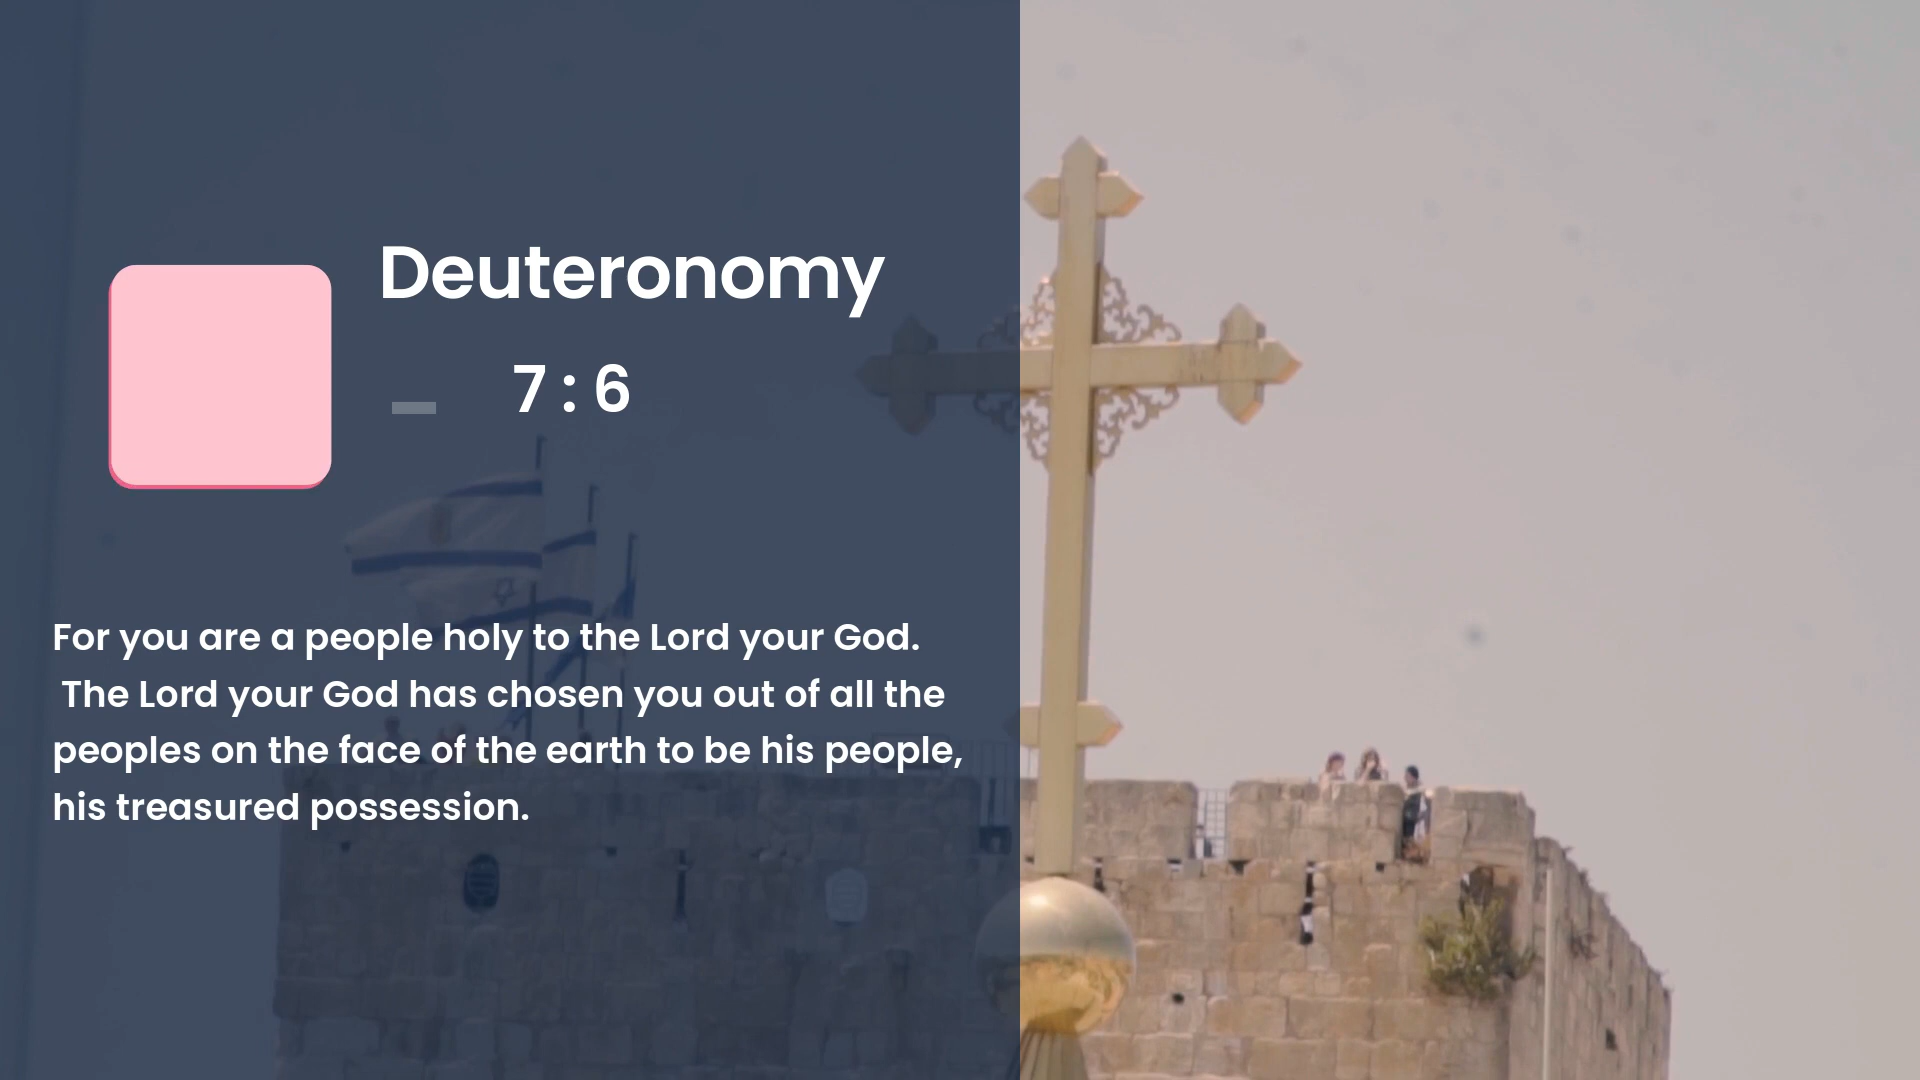 Deuteronomy
7 : 6
For you are a people holy to the Lord your God.
The Lord your God has chosen you out of all the
peoples on the face of the earth to be his people,
his treasured possession.